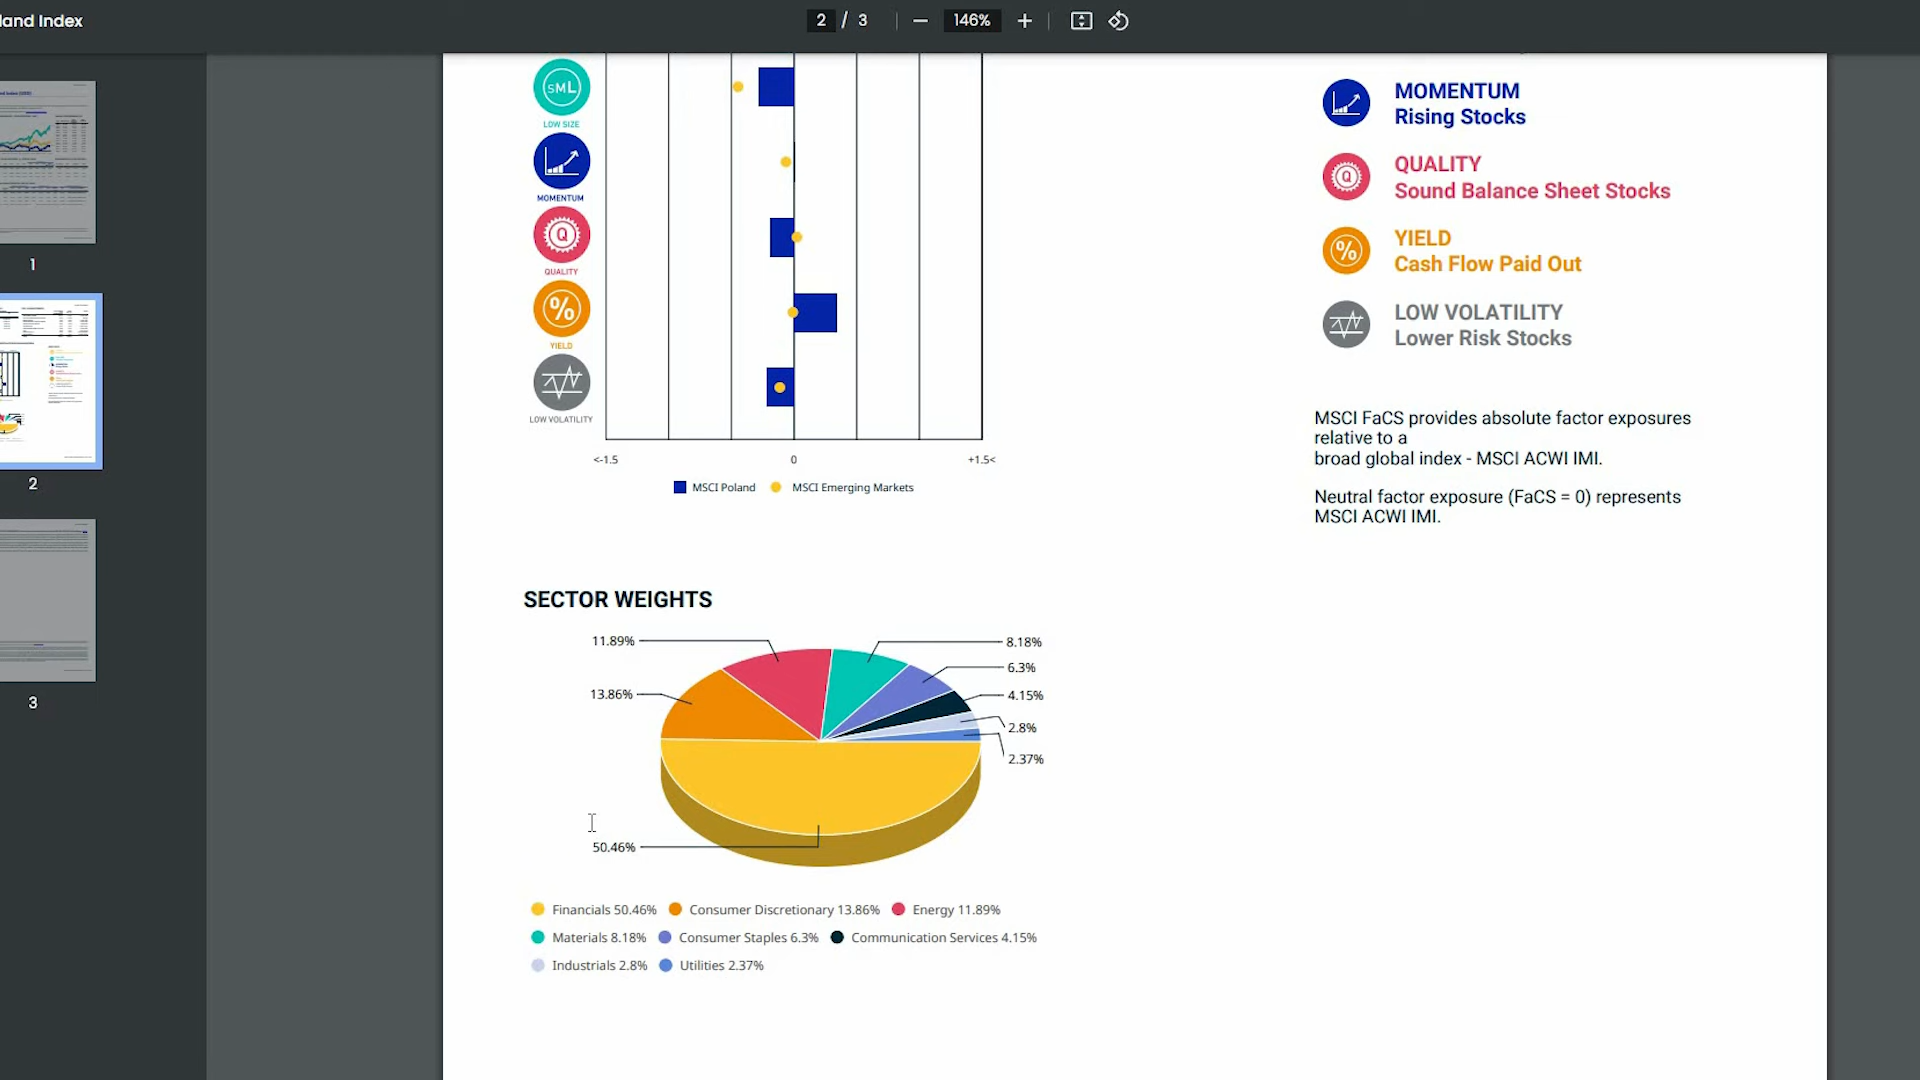 land Index
2 / 3
146%
SML
LOW SIZE
MOMENTUM
Q
QUALITY
%
YIELD
LOW VOLATILITY
<-1.5 0 +1.5<
MSCI Poland MSCI Emerging Markets
MOMENTUM
Rising Stocks
Q
QUALITY
Sound Balance Sheet Stocks
%
YIELD
Cash Flow Paid Out
LOW VOLATILITY
Lower Risk Stocks
MSCI FaCS provides absolute factor exposures
relative to a
broad global index - MSCI ACWI IMI.
Neutral factor exposure (FaCS = 0) represents
MSCI ACWI IMI.
SECTOR WEIGHTS
11.89% 8.18%
6.3%
13.86% 4.15%
2.8%
2.37%
50.46%
Financials 50.46% Consumer Discretionary 13.86% Energy 11.89%
Materials 8.18% Consumer Staples 6.3% Communication Services 4.15%
Industrials 2.8% Utilities 2.37%
1
2
3